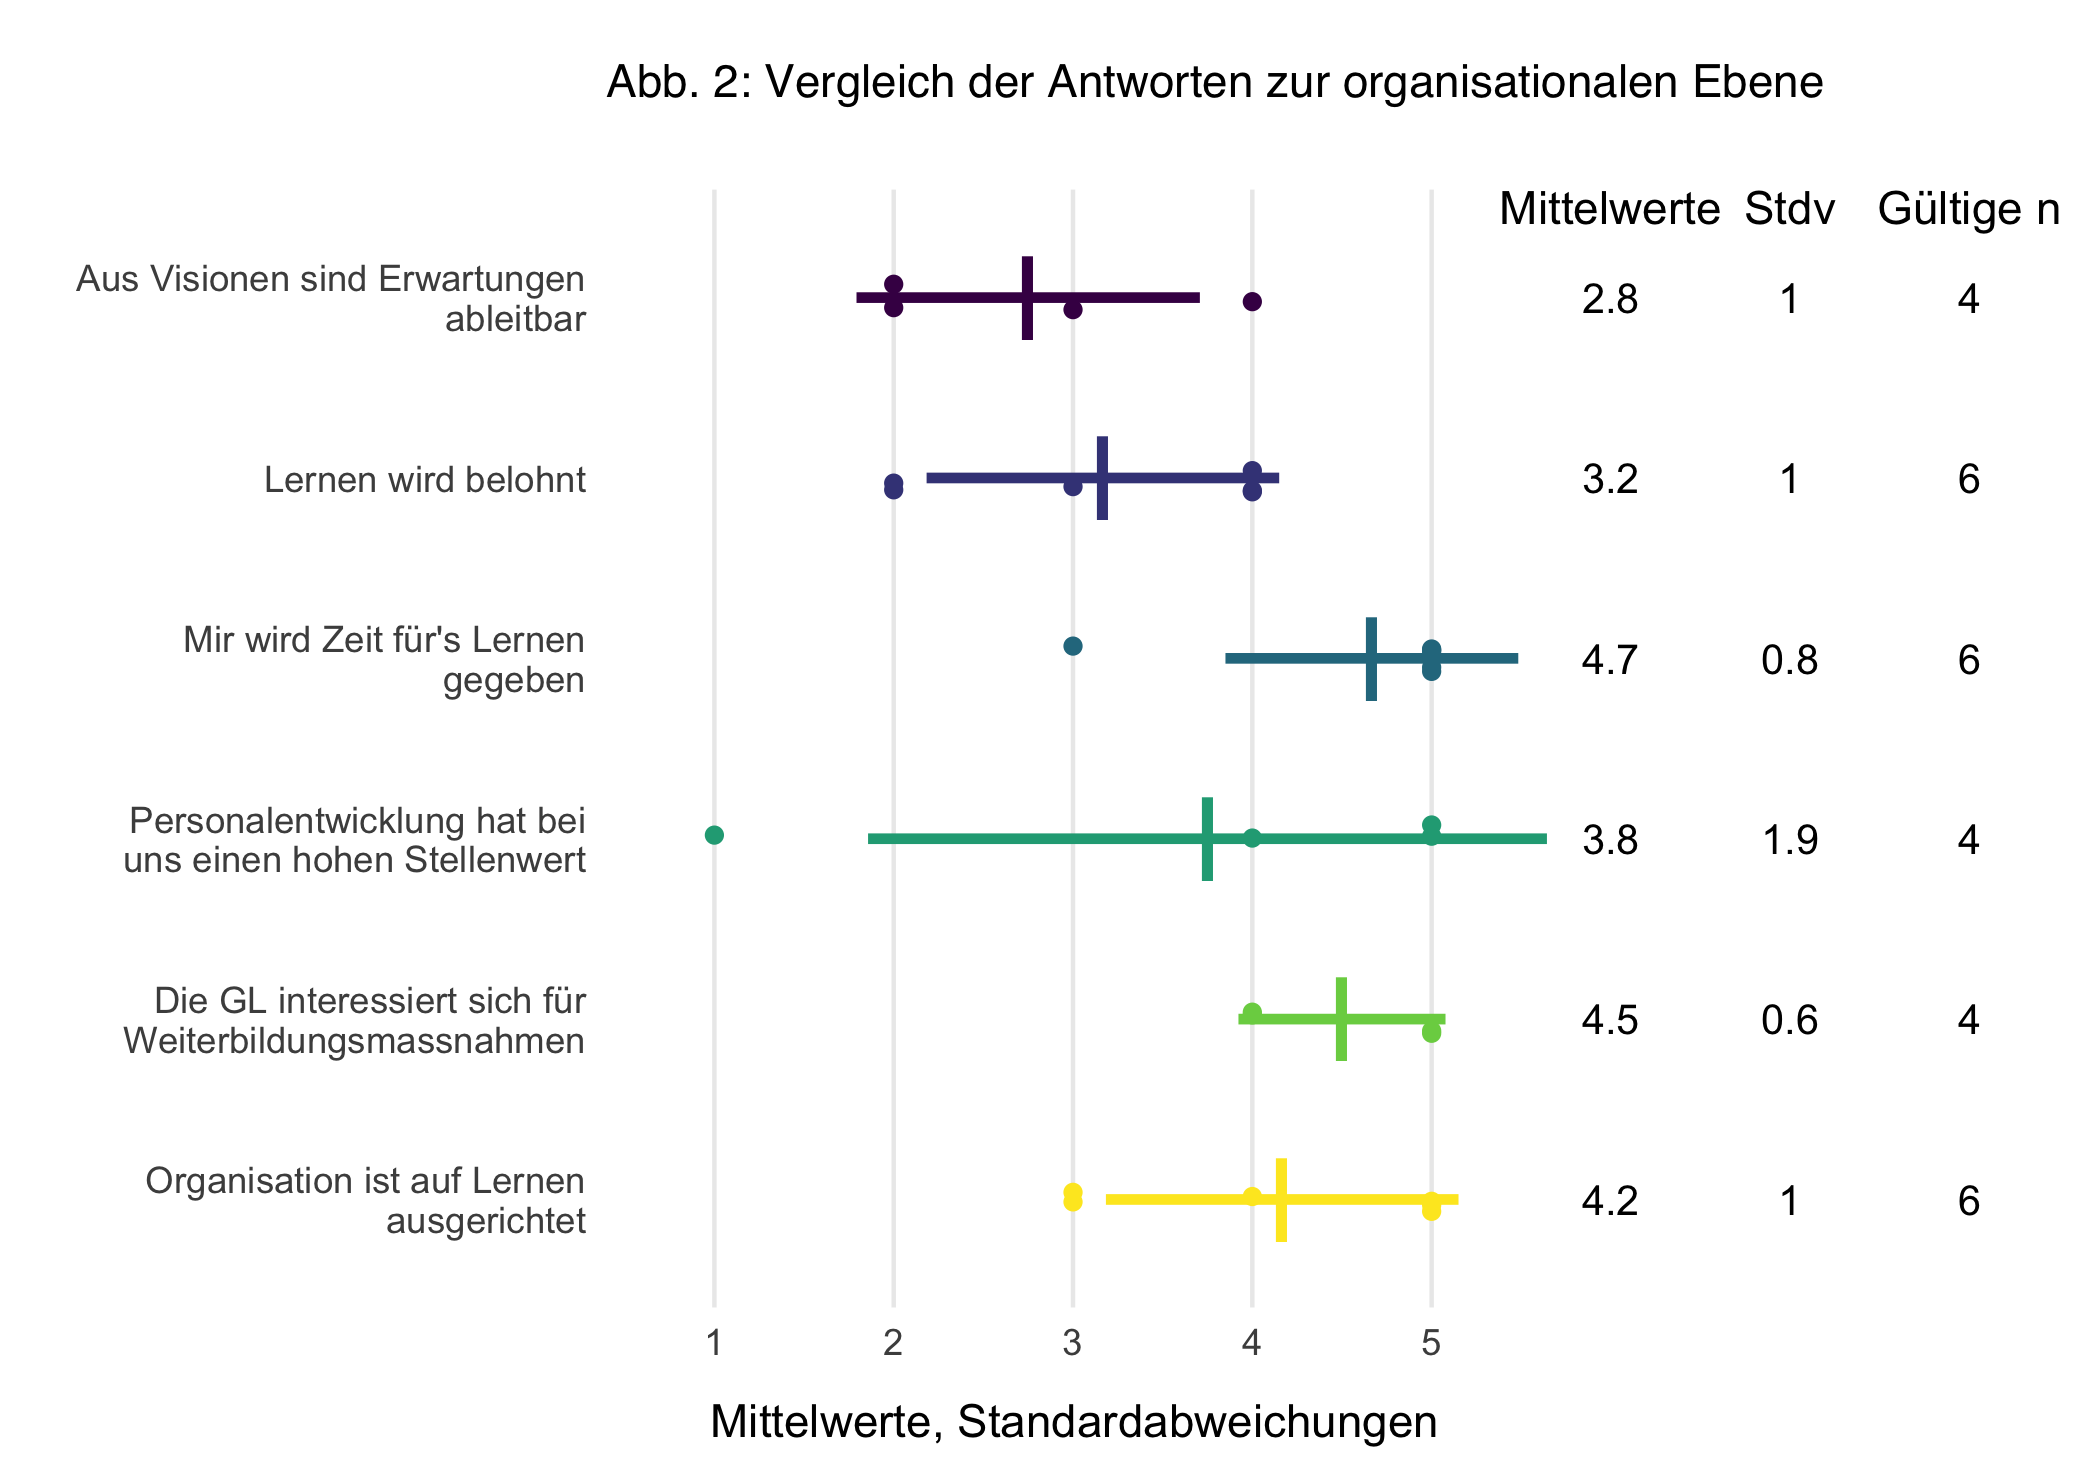 Abb. 2: Vergleich der Antworten zur organisationalen Ebene
Mittelwerte Stdv Gültige n
Aus Visionen sind Erwartungen
ableitbar
2.8 1 4
Lernen wird belohnt
3.2 1 6
Mir wird Zeit für's Lernen
gegeben
4.7 0.8 6
Personalentwicklung hat bei
uns einen hohen Stellenwert
3.8 1.9 4
Die GL interessiert sich für
Weiterbildungsmassnahmen
4.5 0.6 4
Organisation ist auf Lernen
ausgerichtet
4.2 1 6
1 2 3 4 5
Mittelwerte, Standardabweichungen